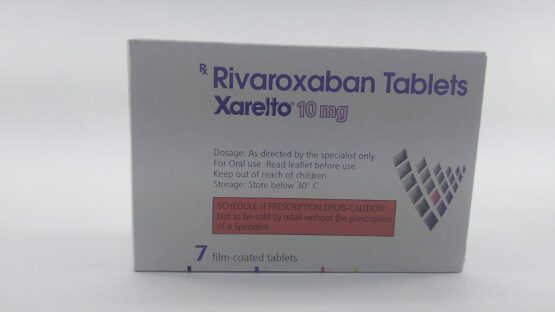 Rx Rivaroxaban Tablets
Xarelto® 10 mg
Dosage. As directed by the specialist only.
For Oral use. Read leaflet before use.
Keep out of reach of children.
Storage: Store below 30° C.
SCHEDULE H PRESCRIPTION DRUG-CAUTION:
Not to be sold by retail without the prescription
of a Specialist
7 film-coated tablets